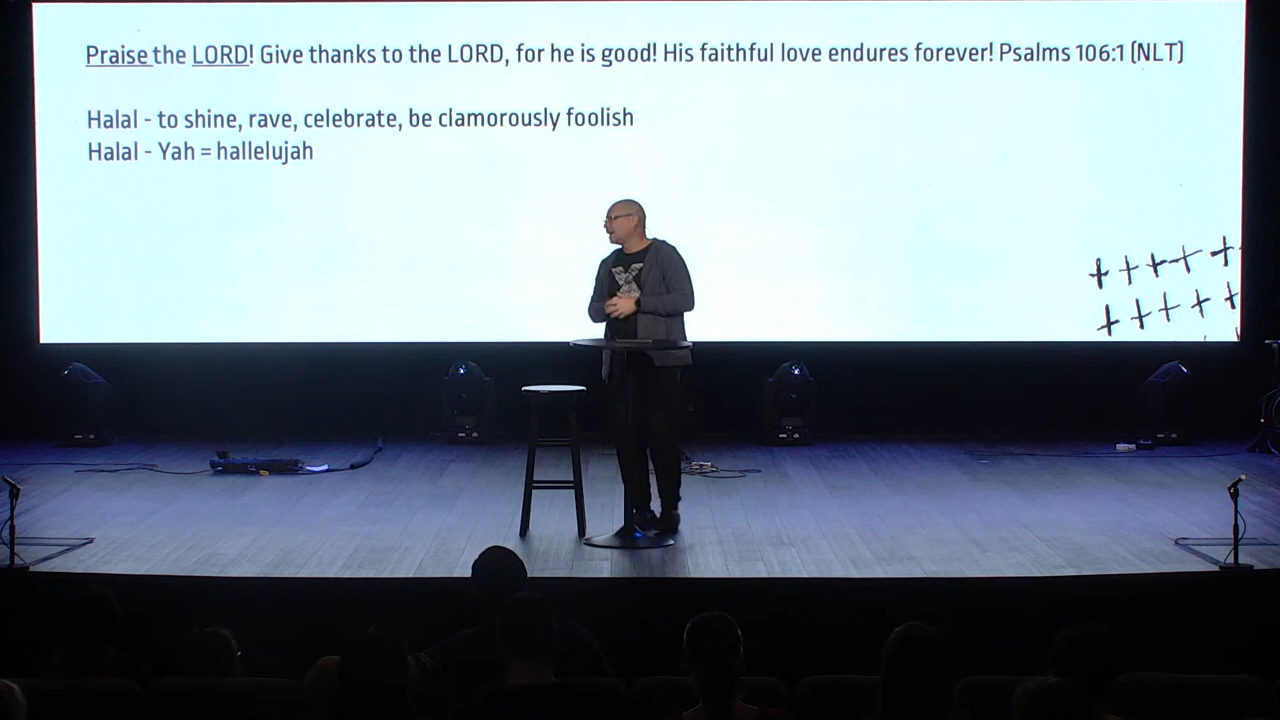 Praise the LORD! Give thanks to the LORD, for he is good! His faithful love endures forever! Psalms 106:1 (NLT)
Halal - to shine, rave, celebrate, be clamorously foolish
Halal - Yah = hallelujah
X